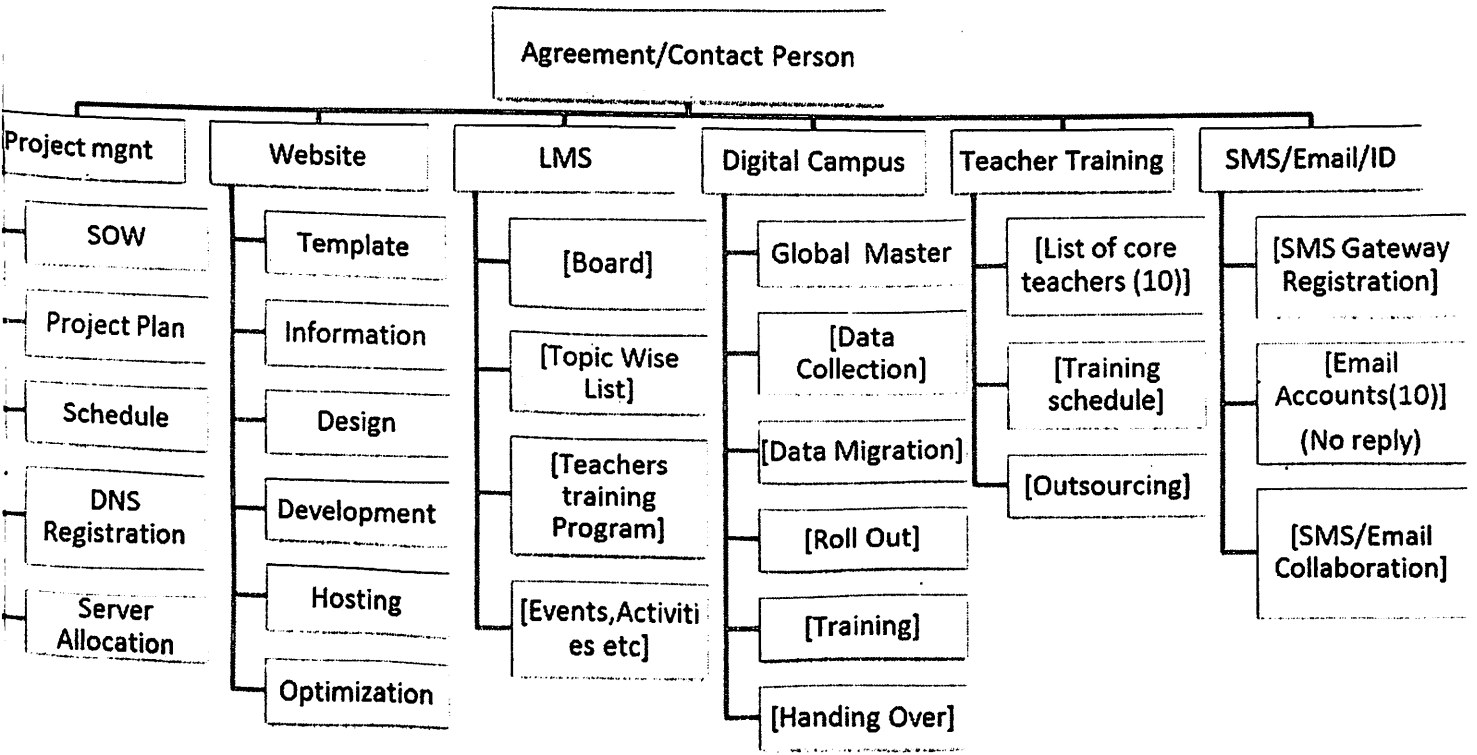 Agreement/Contact Person
Project mgnt
SOW
Project Plan
Schedule
DNS
Registration
Server
Allocation
Website
Template
Information
Design
Development
Hosting
Optimization
LMS
[Board]
[Topic Wise
List]
[Teachers
training
Program]
[Events,Activiti
es etc]
Digital Campus
Global Master
[Data
Collection]
[Data Migration]
[Roll Out]
[Training]
[Handing Over]
Teacher Training
[List of core
teachers (10)]
[Training
schedule]
[Outsourcing]
SMS/Email/ID
[SMS Gateway
Registration]
[Email
Accounts(10)]
(No reply)
[SMS/Email
Collaboration]